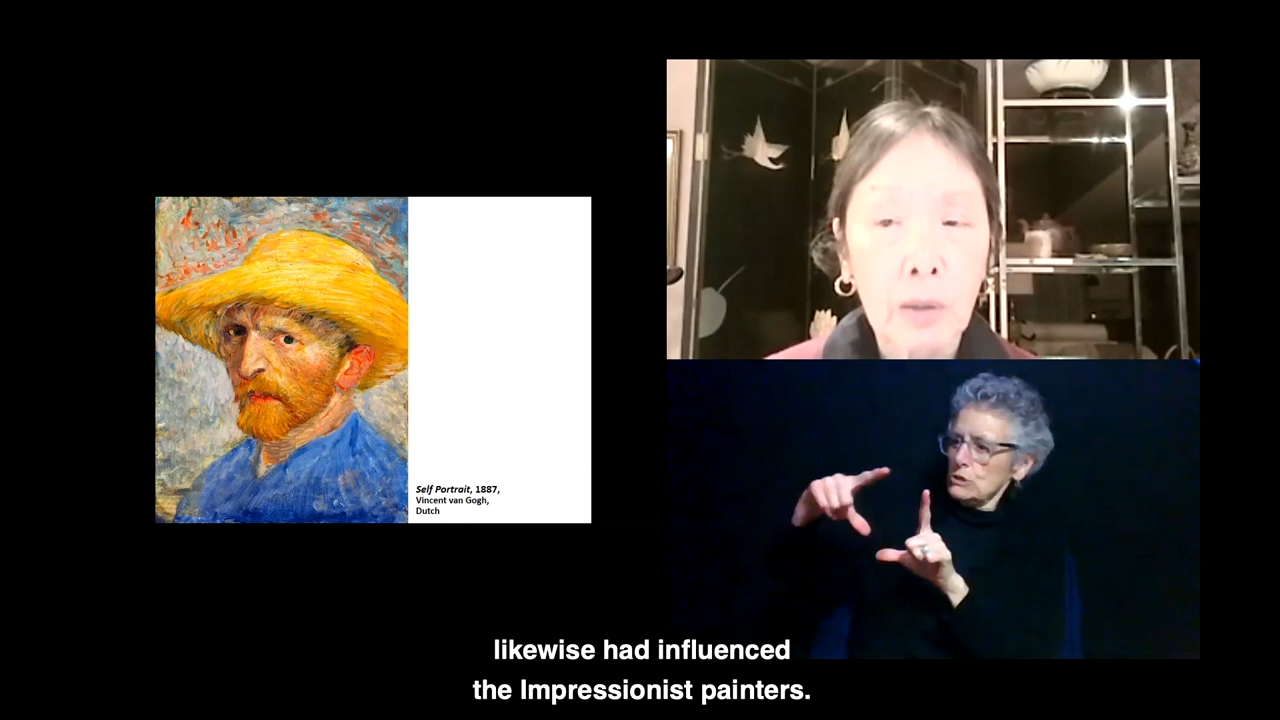 Self Portrait, 1887,
Vincent van Gogh,
Dutch
likewise had influenced
the Impressionist painters.